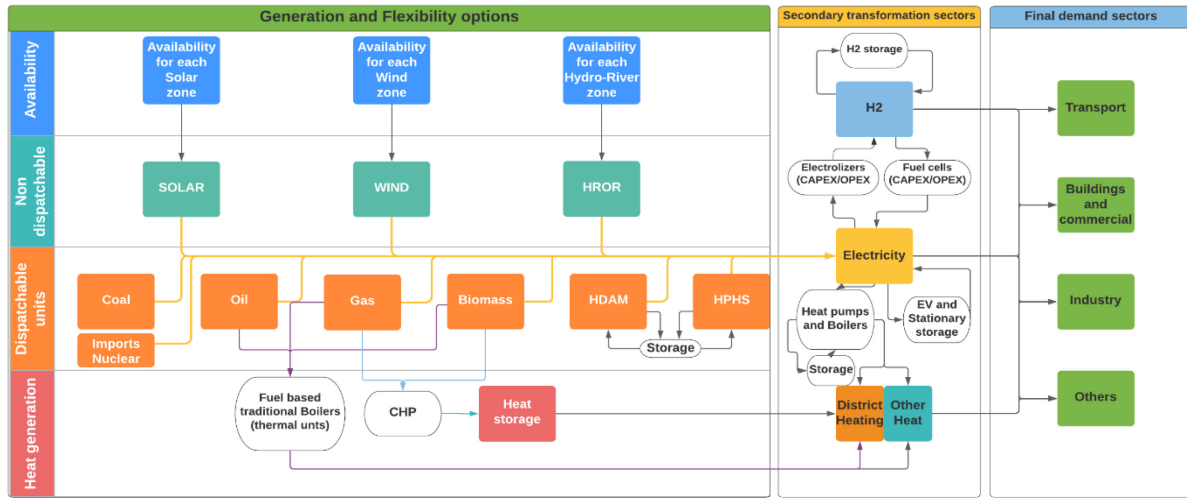 Generation and Flexibility options
Secondary transformation sectors
Final demand sectors
Availability
Availability
for each
Solar
zone
Availability
for each
Wind
zone
Availability
for each
Hydro-River
zone
H2 storage
H2
Transport
Non
dispatchable
SOLAR
WIND
HROR
Electrolizers
(CAPEX/OPEX
Fuel cells
(CAPEX/OPEX)
Buildings
and
commercial
Electricity
Dispatchable
units
Coal
Imports
Nuclear
Oil
Gas
Biomass
HDAM
HPHS
Storage
Heat pumps
and Boilers
Storage
EV and
Stationary
storage
Industry
Heat generation
Fuel based
traditional Boilers
(thermal unts)
CHP
Heat
storage
District
Heating
Other
Heat
Others